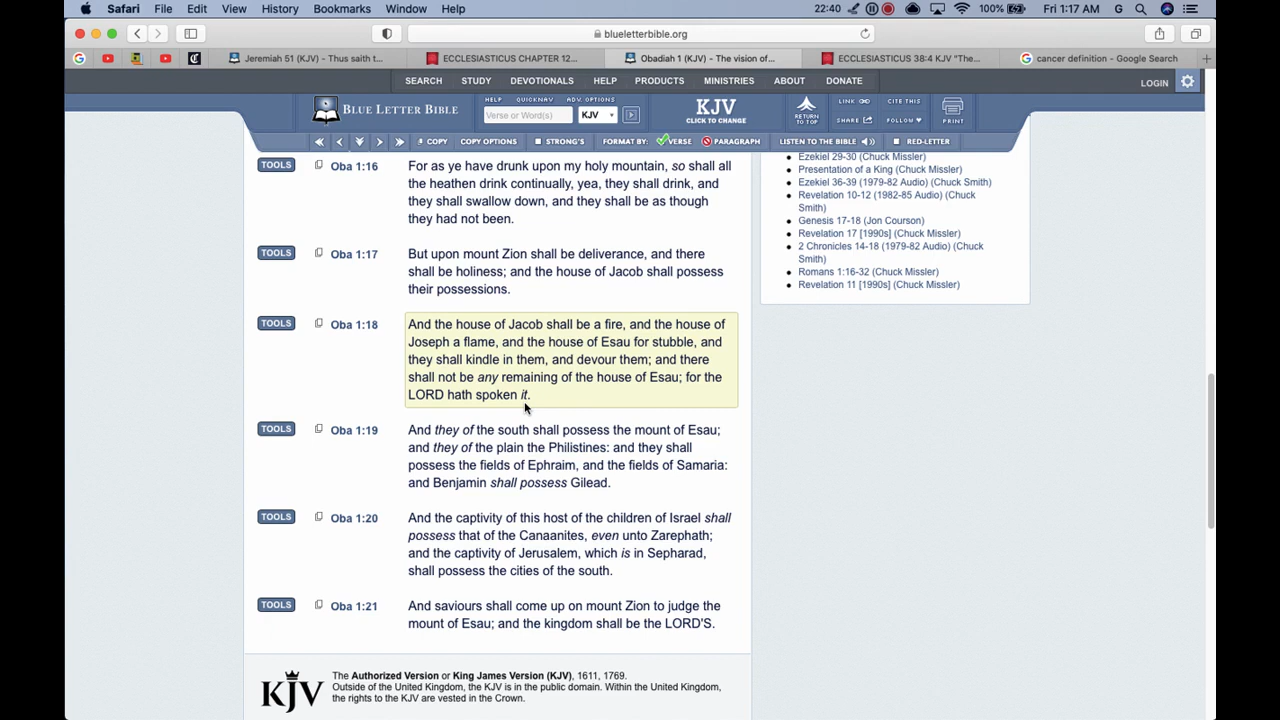 Safari File Edit View History Bookmarks Window Help 22:40 100% Fri 1:17 AM G
blueletterbible.org
Jeremiah 51 (KJV) - Thus saith t... ECCLESIASTICUS CHAPTER 12... Obadiah 1 (KJV) - The vision of... ECCLESIASTICUS 38:4 KJV "The... cancer definition - Google Search
SEARCH STUDY DEVOTIONALS HELP PRODUCTS MINISTRIES ABOUT DONATE LOGIN
BLUE LETTER BIBLE
HELP QUICKNAV ADV. OPTIONS
Verse or Word(s) KJV
KJV
CLICK TO CHANGE
RETURN
TO TOP
LINK CITE THIS
SHARE FOLLOW
PRINT
COPY COPY OPTIONS STRONG'S FORMAT BY: VERSE PARAGRAPH LISTEN TO THE BIBLE RED-LETTER
TOOLS Oba 1:16 For as ye have drunk upon my holy mountain, so shall all
the heathen drink continually, yea, they shall drink, and
they shall swallow down, and they shall be as though
they had not been.
TOOLS Oba 1:17 But upon mount Zion shall be deliverance, and there
shall be holiness; and the house of Jacob shall possess
their possessions.
TOOLS Oba 1:18 And the house of Jacob shall be a fire, and the house of
Joseph a flame, and the house of Esau for stubble, and
they shall kindle in them, and devour them; and there
shall not be any remaining of the house of Esau; for the
LORD hath spoken it.
TOOLS Oba 1:19 And they of the south shall possess the mount of Esau;
and they of the plain the Philistines: and they shall
possess the fields of Ephraim, and the fields of Samaria:
and Benjamin shall possess Gilead.
TOOLS Oba 1:20 And the captivity of this host of the children of Israel shall
possess that of the Canaanites, even unto Zarephath;
and the captivity of Jerusalem, which is in Sepharad,
shall possess the cities of the south.
TOOLS Oba 1:21 And saviours shall come up on mount Zion to judge the
mount of Esau; and the kingdom shall be the LORD'S.
Ezekiel 29-30 (Chuck Missler)
Presentation of a King (Chuck Missler)
Ezekiel 36-39 (1979-82 Audio) (Chuck Smith)
Revelation 10-12 (1982-85 Audio) (Chuck
Smith)
Genesis 17-18 (Jon Courson)
Revelation 17 [1990s] (Chuck Missler)
2 Chronicles 14-18 (1979-82 Audio) (Chuck
Smith)
Romans 1:16-32 (Chuck Missler)
Revelation 11 [1990s] (Chuck Missler)
KJV
The Authorized Version or King James Version (KJV), 1611, 1769.
Outside of the United Kingdom, the KJV is in the public domain. Within the United Kingdom,
the rights to the KJV are vested in the Crown.